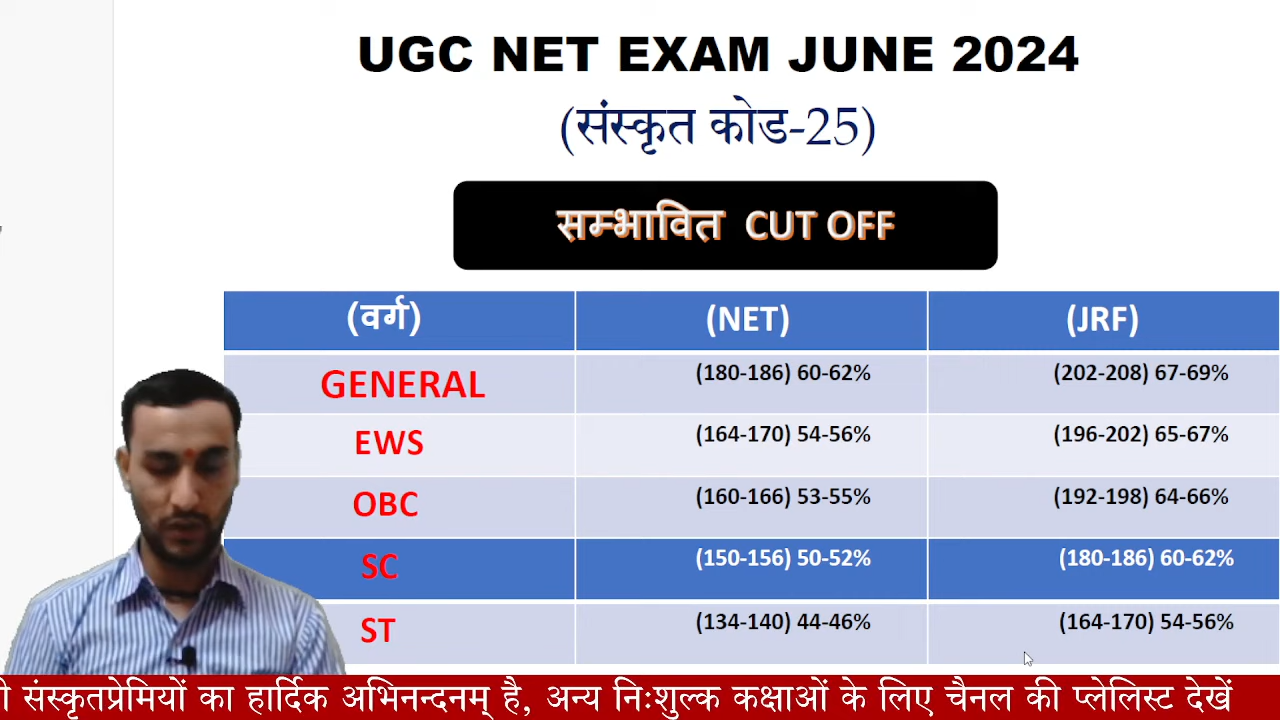 UGC NET EXAM JUNE 2024
(संस्कृत कोड-25)
सम्भावित CUT OFF
(वर्ग) (NET) (JRF)
GENERAL (180-186) 60-62% (202-208) 67-69%
EWS (164-170) 54-56% (196-202) 65-67%
OBC (160-166) 53-55% (192-198) 64-66%
SC (150-156) 50-52% (180-186) 60-62%
ST (134-140) 44-46% (164-170) 54-56%
संस्कृतप्रेमियों का हार्दिक अभिनन्दनम् है, अन्य निःशुल्क कक्षाओं के लिए चैनल की प्लेलिस्ट देखें